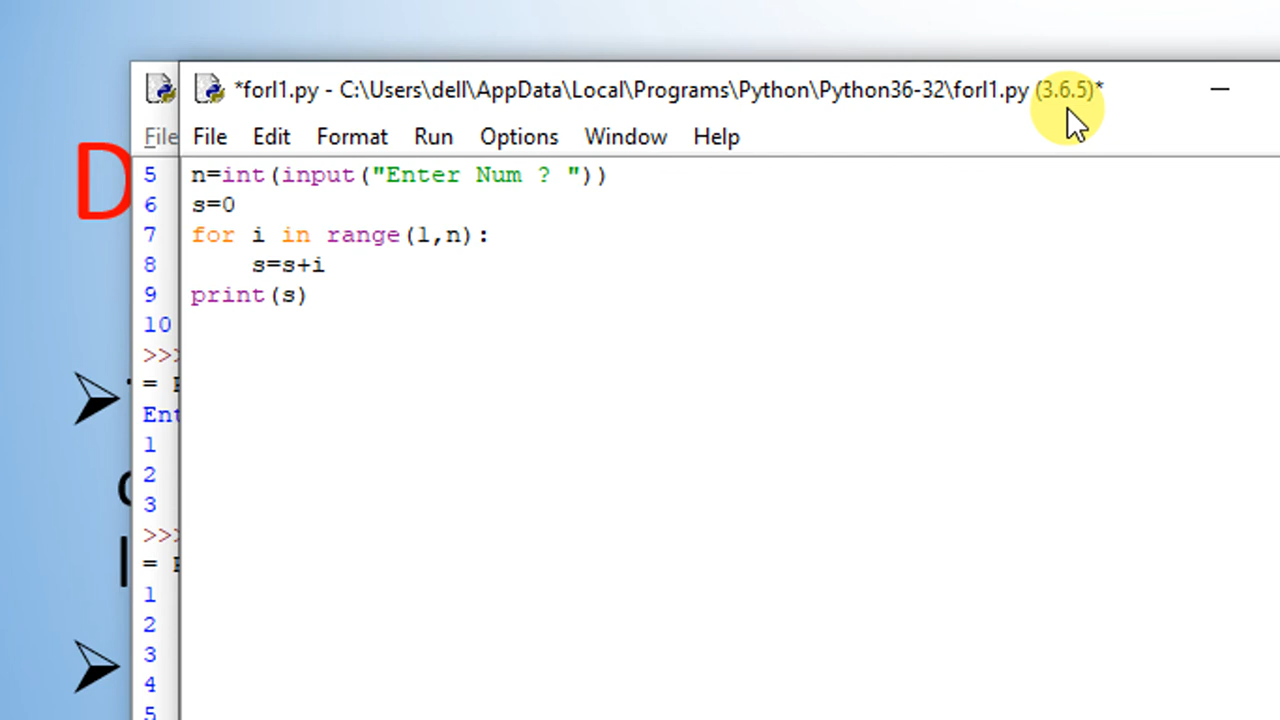 D
*forl1.py - C:\Users\dell\AppData\Local\Programs\Python\Python36-32\forl1.py (3.6.5)*
File
File Edit Format Run Options Window Help
5
n=int(input("Enter Num ? "))
6
s=0
7
for i in range(1,n):
8
s=s+i
9
print(s)
10
>>>
=
Ent
1
2
3
>>>
=
1
2
3
4
5